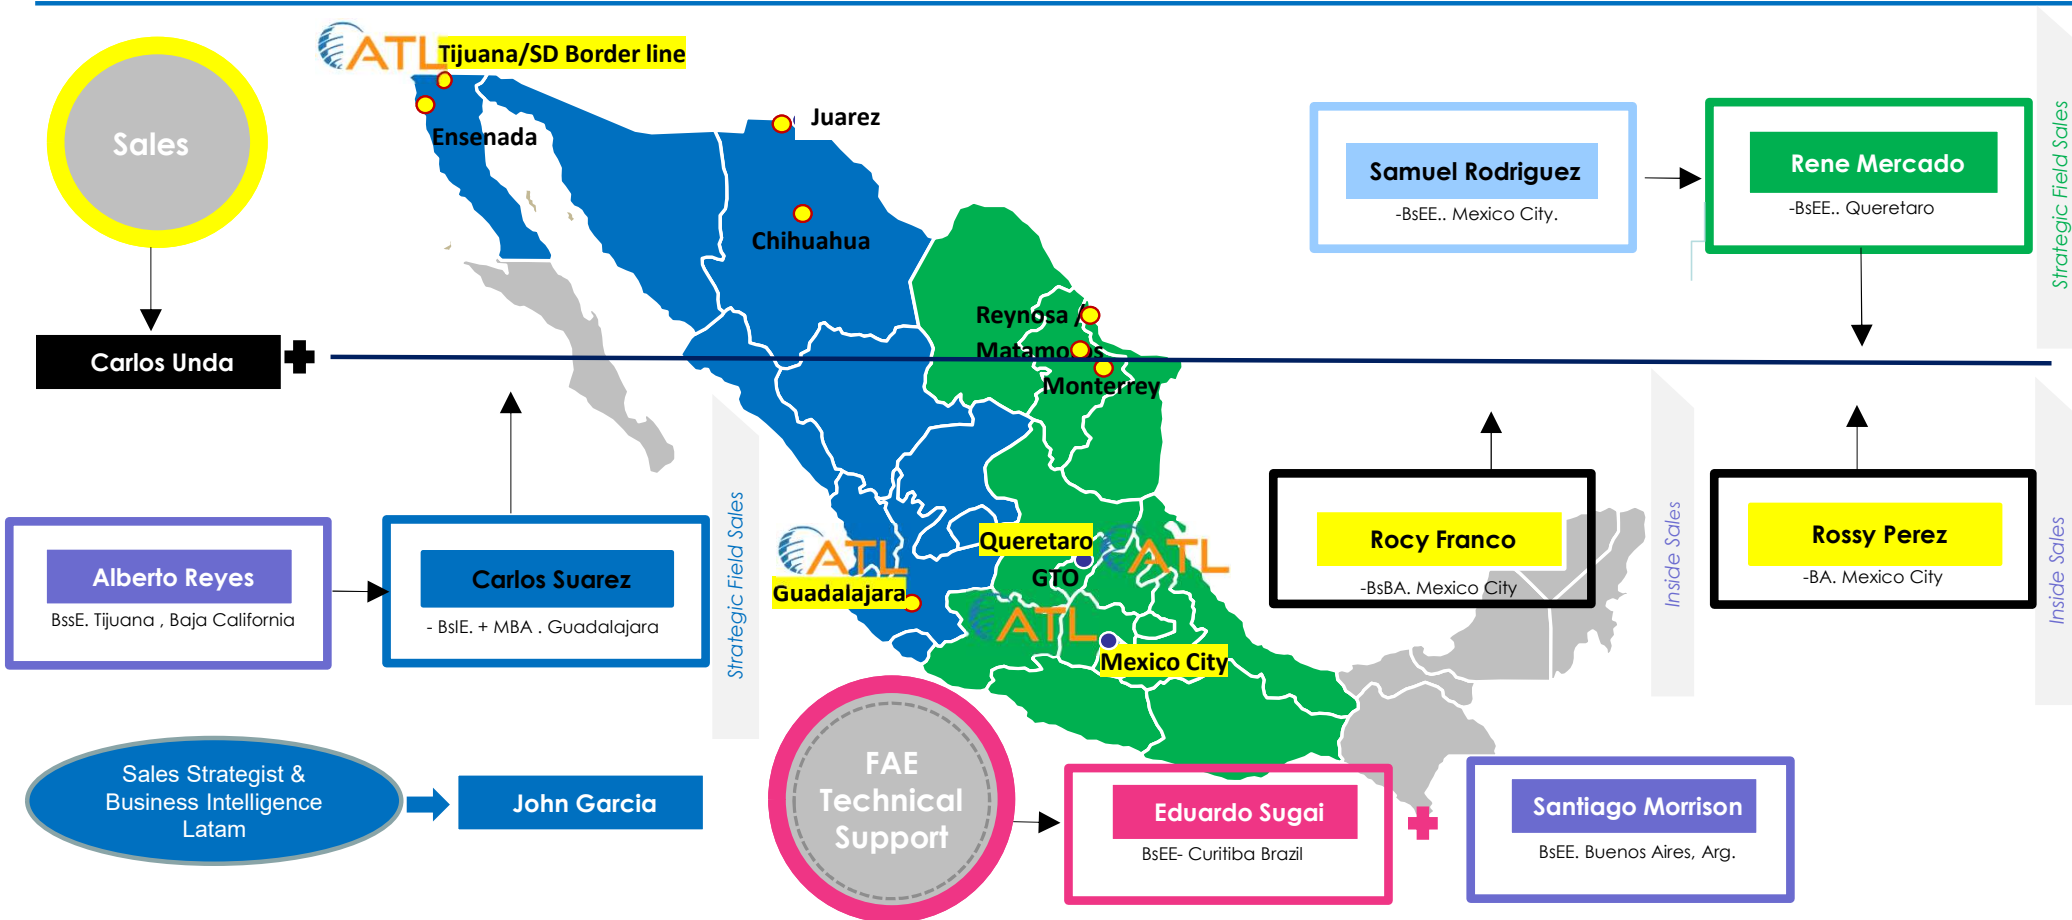 ATL
Tijuana/SD Border line
Ensenada
Juarez
Chihuahua
Sales
Carlos Unda
Samuel Rodriguez
-BsEE.. Mexico City.
Rene Mercado
-BsEE.. Queretaro
Strategic Field Sales
Reynosa /
Matamoros
Monterrey
Alberto Reyes
BssE. Tijuana , Baja California
Carlos Suarez
- BsIE. + MBA . Guadalajara
Strategic Field Sales
ATL
Guadalajara
Queretaro
ATL
GTO
ATL
Mexico City
Rocy Franco
-BsBA. Mexico City
Inside Sales
Rossy Perez
-BA. Mexico City
Inside Sales
Sales Strategist &
Business Intelligence
Latam
John Garcia
FAE
Technical
Support
Eduardo Sugai
BsEE- Curitiba Brazil
Santiago Morrison
BsEE. Buenos Aires, Arg.